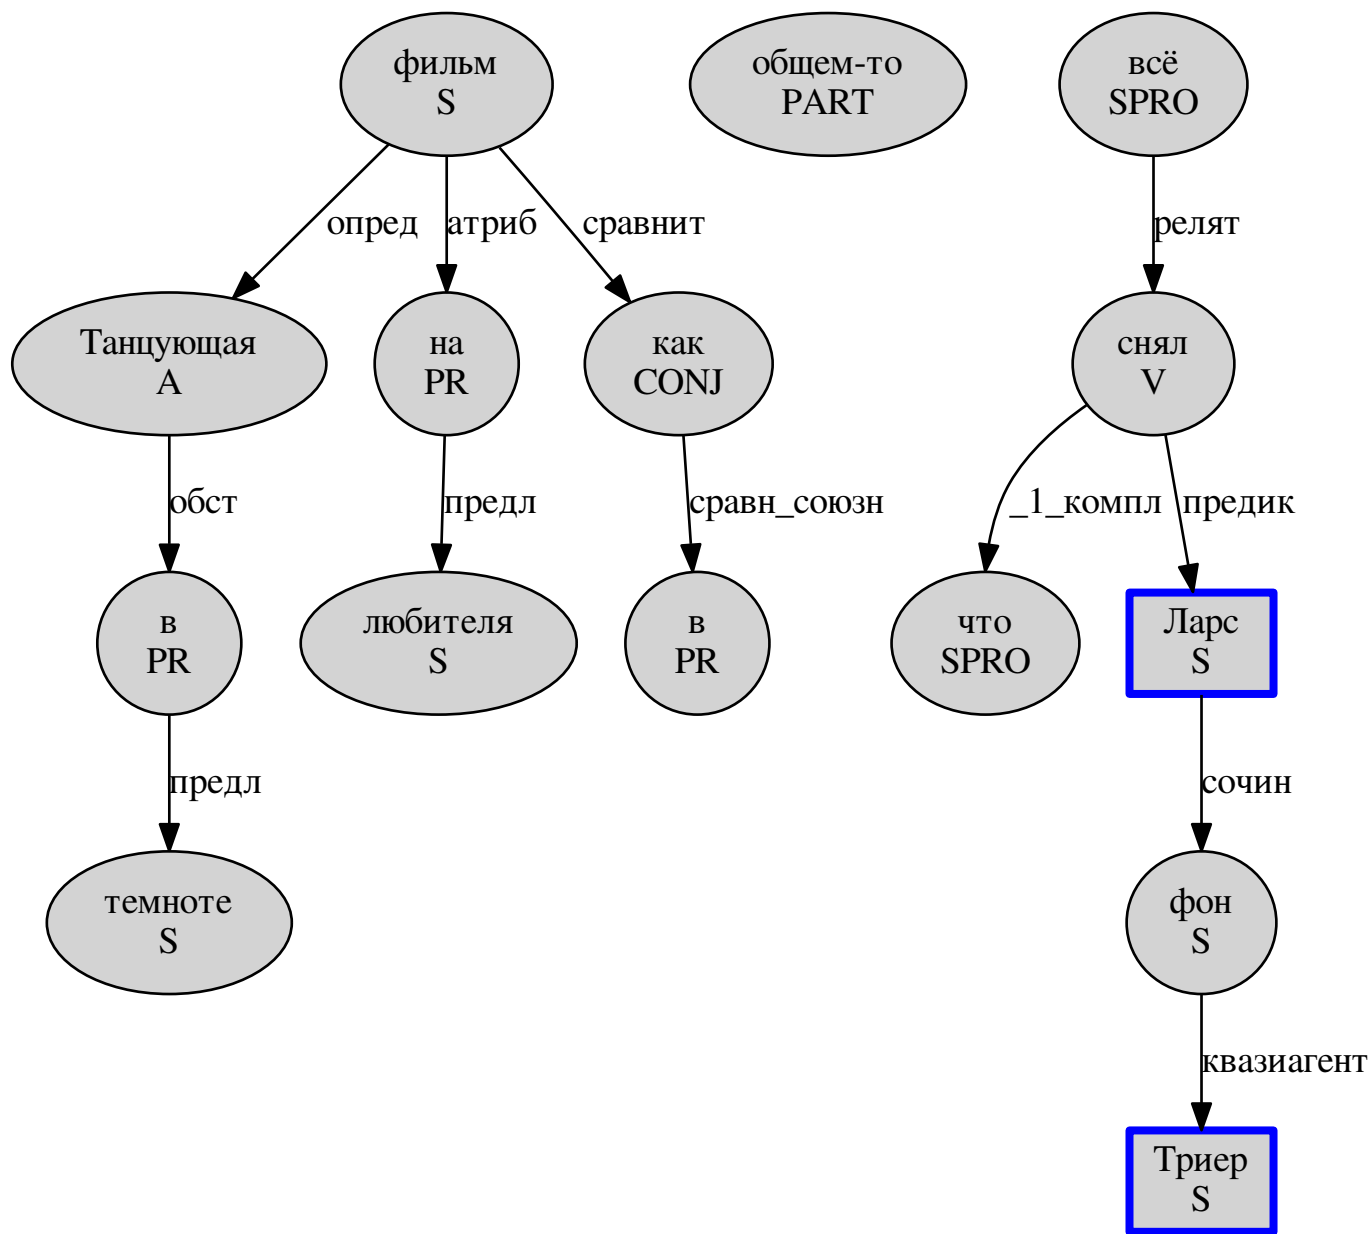 фильм
S
общем-то
PART
всё
SPRO
опред
атриб
сравнит
релят
Танцующая
A
на
PR
как
CONJ
снял
V
обст
предл
сравн_союзн
_1_компл
предик
в
PR
любителя
S
в
PR
что
SPRO
Ларс
S
предл
сочин
темноте
S
фон
S
квазиагент
Триер
S